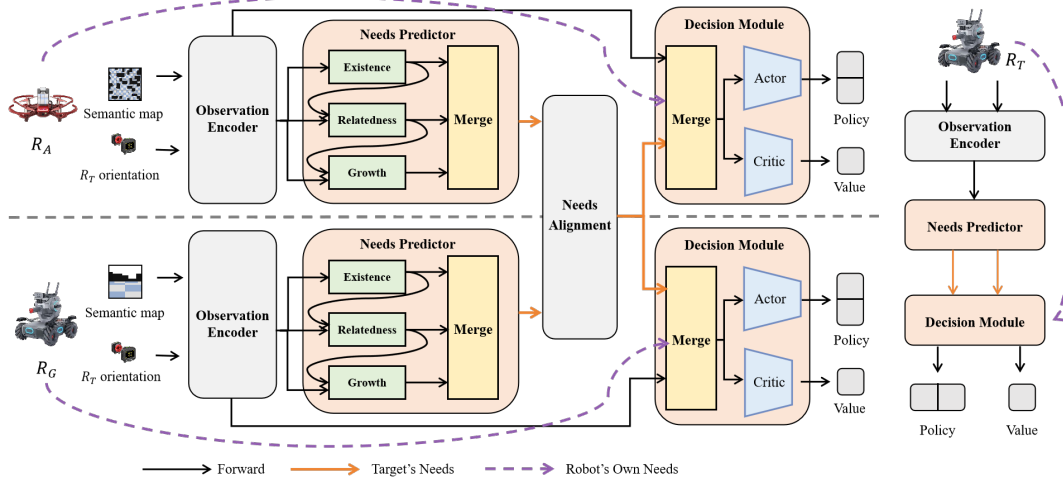 R_A
Semantic map
R_T orientation
Observation
Encoder
Needs Predictor
Existence
Relatedness
Growth
Merge
Needs
Alignment
Decision Module
Merge
Actor
Critic
Policy
Value
R_G
Semantic map
R_T orientation
Observation
Encoder
Needs Predictor
Existence
Relatedness
Growth
Merge
Decision Module
Merge
Actor
Critic
Policy
Value
R_T
Observation
Encoder
Needs Predictor
Decision Module
Policy
Value
Forward
Target's Needs
Robot's Own Needs